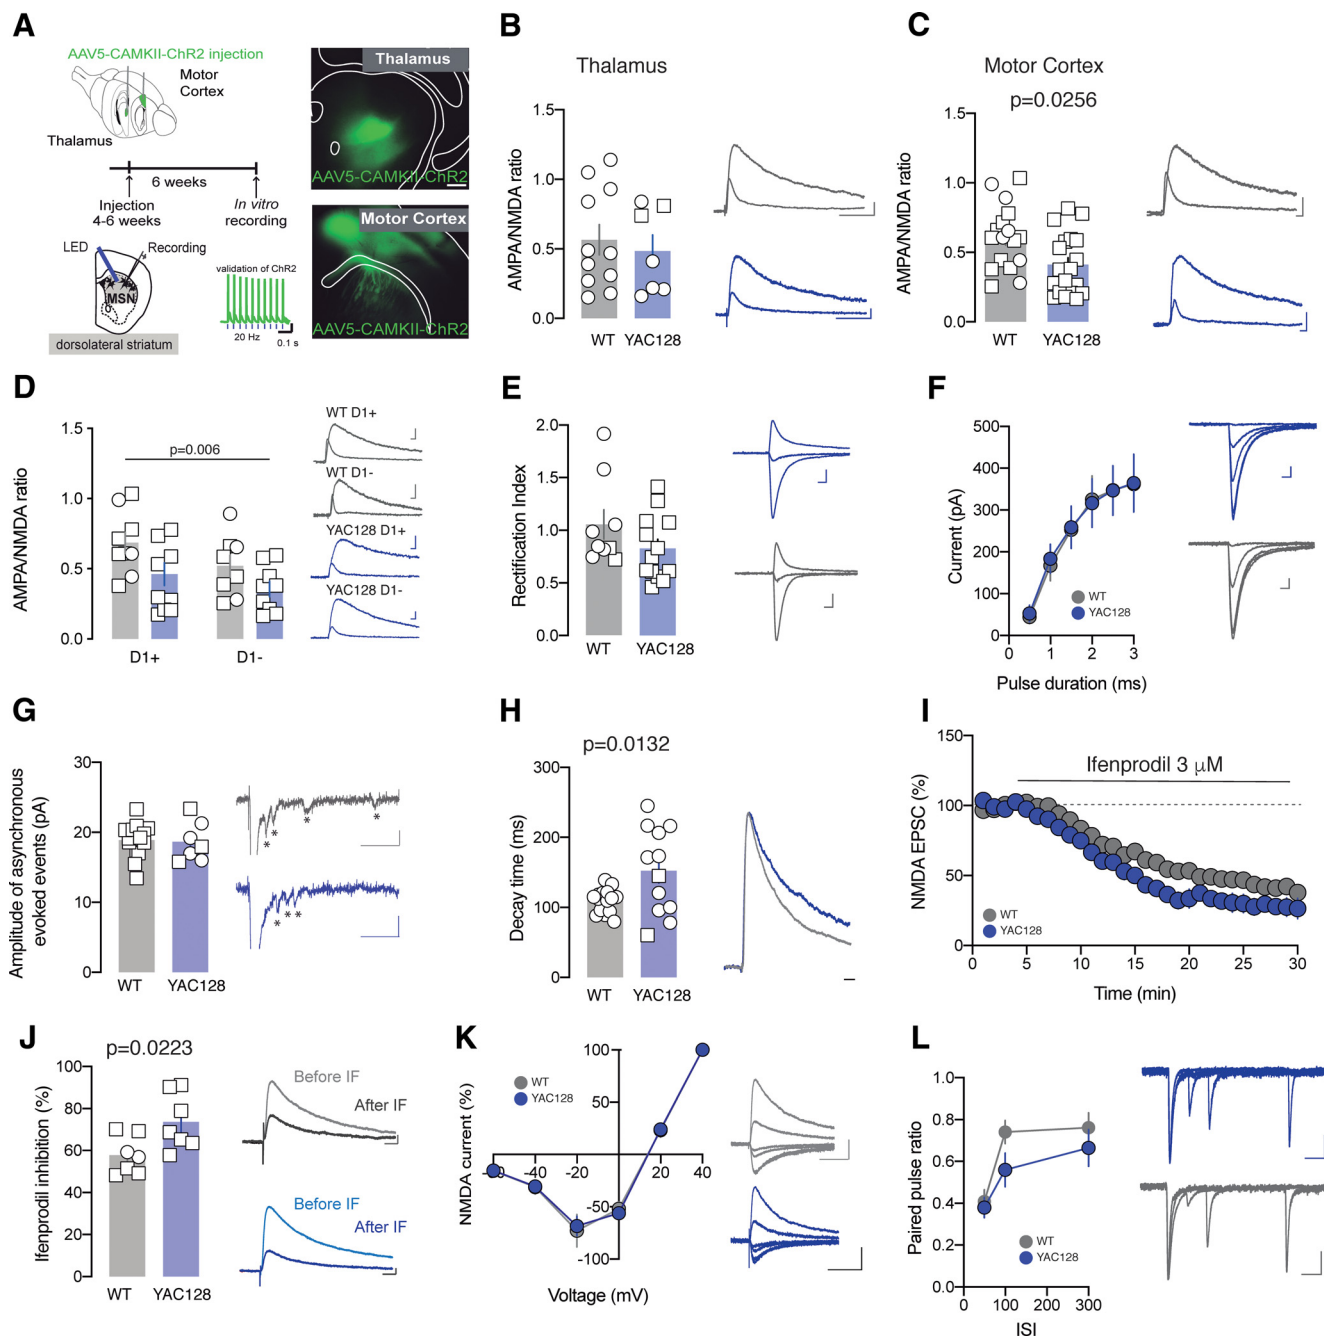 A
AAV5-CAMKII-ChR2 injection
Motor
Cortex
Thalamus
6 weeks
Injection
4-6 weeks
In vitro
recording
LED
Recording
MSN
dorsolateral striatum
validation of ChR2
20 Hz
0.1 s
Thalamus
AAV5-CAMKII-ChR2
Motor Cortex
AAV5-CAMKII-ChR2
B
Thalamus
AMPA/NMDA ratio
1.5
1.0
0.5
0.0
WT YAC128
C
Motor Cortex
p=0.0256
AMPA/NMDA ratio
1.5
1.0
0.5
0.0
WT YAC128
D
AMPA/NMDA ratio
1.5
1.0
0.5
0.0
p=0.006
D1+ D1-
WT D1+
WT D1-
YAC128 D1+
YAC128 D1-
E
Rectification Index
2.0
1.5
1.0
0.5
0.0
WT YAC128
F
Current (pA)
500
400
300
200
100
0
WT
YAC128
0 1 2 3
Pulse duration (ms)
G
Amplitude of asynchronous
evoked events (pA)
30
20
10
0
WT YAC128
* * * *
* * *
H
p=0.0132
Decay time (ms)
300
200
100
0
WT YAC128
I
NMDA EPSC (%)
150
100
50
0
Ifenprodil 3 μM
WT
YAC128
0 5 10 15 20 25 30
Time (min)
J
p=0.0223
Ifenprodil inhibition (%)
100
80
60
40
20
0
WT YAC128
Before IF
After IF
Before IF
After IF
K
NMDA current (%)
WT
YAC128
100
50
-50
-100
-40 -20 0 20 40
Voltage (mV)
L
Paired pulse ratio
1.0
0.8
0.6
0.4
0.2
0.0
WT
YAC128
0 100 200 300
ISI